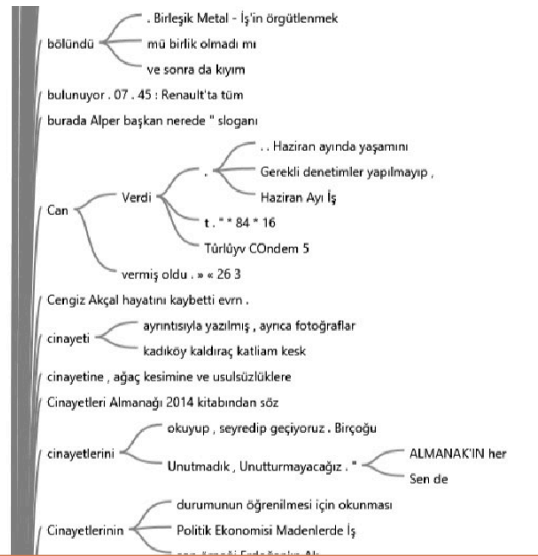 . Birleşik Metal - İş'in örgütlenmek
bölündü
mü birlik olmadı mı
ve sonra da kıyım
bulunuyor . 07 . 45 : Renault'ta tüm
burada Alper başkan nerede " sloganı
. . Haziran ayında yaşamını
.
Gerekli denetimler yapılmayıp ,
Verdi
Haziran Ayı İş
Can
t . " * 84 * 16
Türlüyv COndem 5
vermiş oldu . » « 26 3
Cengiz Akçal hayatını kaybetti evrn .
ayrıntısıyla yazılmış , ayrıca fotoğraflar
cinayeti
kadıköy kaldıraç katliam kesk
cinayetine , ağaç kesimine ve usulsüzlüklere
Cinayetleri Almanağı 2014 kitabından söz
okuyup , seyredip geçiyoruz . Birçoğu
cinayetlerini
ALMANAK'IN her
Unutmadık , Unutturmayacağız . "
Sen de
durumunun öğrenilmesi için okunması
Cinayetlerinin
Politik Ekonomisi Madenlerde İş